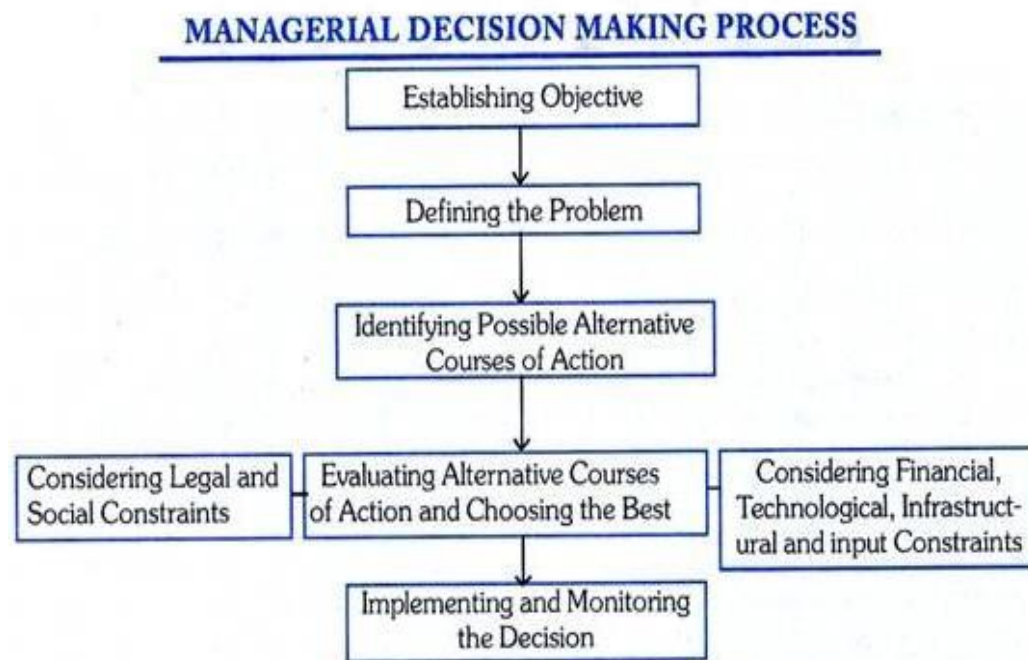 MANAGERIAL DECISION MAKING PROCESS
Establishing Objective
Defining the Problem
Identifying Possible Alternative
Courses of Action
Considering Legal and
Social Constraints
Evaluating Alternative Courses
of Action and Choosing the Best
Considering Financial,
Technological, Infrastruct-
ural and input Constraints
Implementing and Monitoring
the Decision